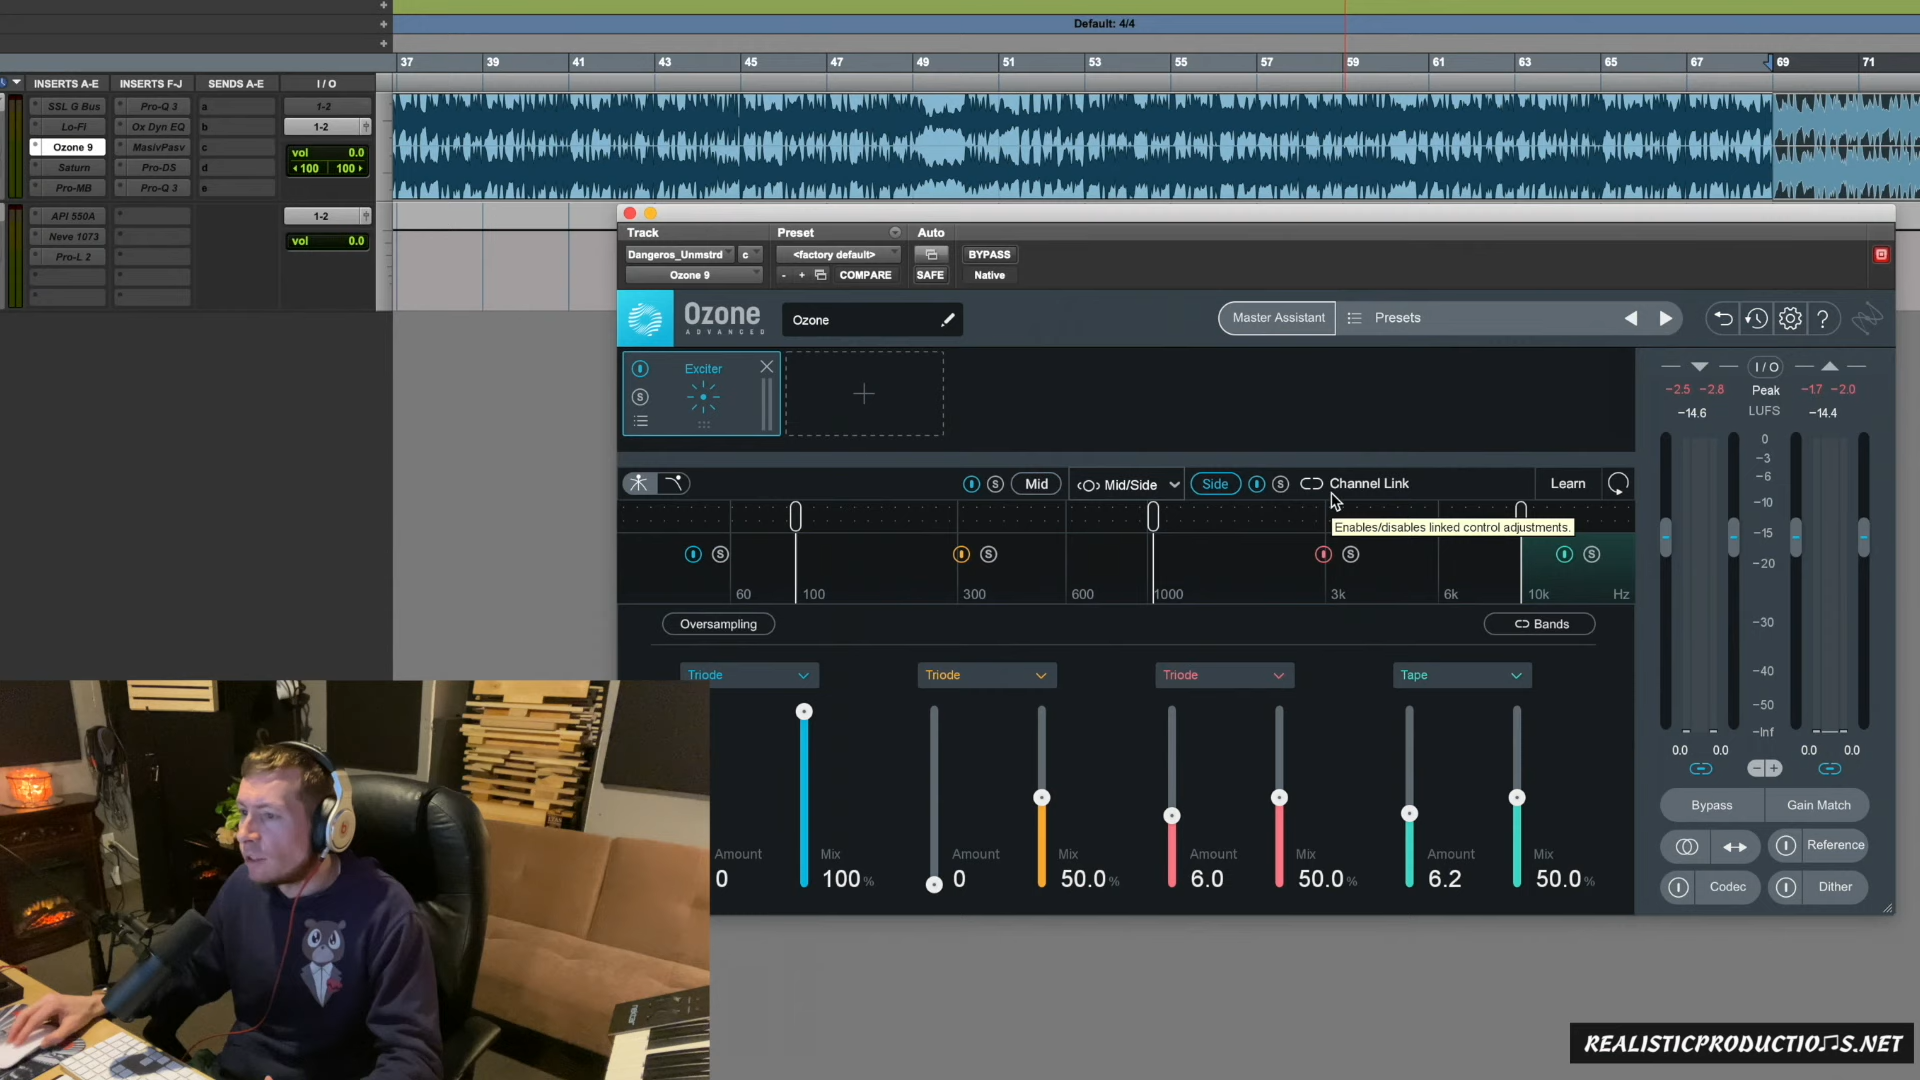 Default: 4/4
37 39 41 43 45 47 49 51 53 55 57 59 61 63 65 67 69 71
INSERTS A-E INSERTS F-J SENDS A-E I / O
SSL G Bus Pro-Q 3 a 1-2
Lo-Fi Ox Dyn EQ b 1-2
Ozone 9 MasivPasv c vol 0.0
Saturn Pro-DS d 100 100
Pro-MB Pro-Q 3 e
API 550A 1-2
Neve 1073 vol 0.0
Pro-L 2
Track Preset Auto
Dangeros_Unmstrd c <factory default> BYPASS
Ozone 9 - + COMPARE SAFE Native
Ozone
ADVANCED
Ozone
Master Assistant Presets ?
Exciter
S
I / O
-2.5 -2.8 Peak -1.7 -2.0
-14.6 LUFS -14.4
S Mid Mid/Side Side S Channel Link Learn
Enables/disables linked control adjustments.
S S S S
60 100 300 600 1000 3k 6k 10k Hz
Oversampling Bands
Triode Triode Triode Tape
Amount Mix Amount Mix Amount Mix Amount Mix
0 100 % 0 50.0 % 6.0 50.0 % 6.2 50.0 %
0
-3
-6
-10
-15
-20
-30
-40
-50
-Inf
0.0 0.0 0.0 0.0
- +
Bypass Gain Match
Reference
Codec Dither
REALISTICPRODUCTIONS.NET